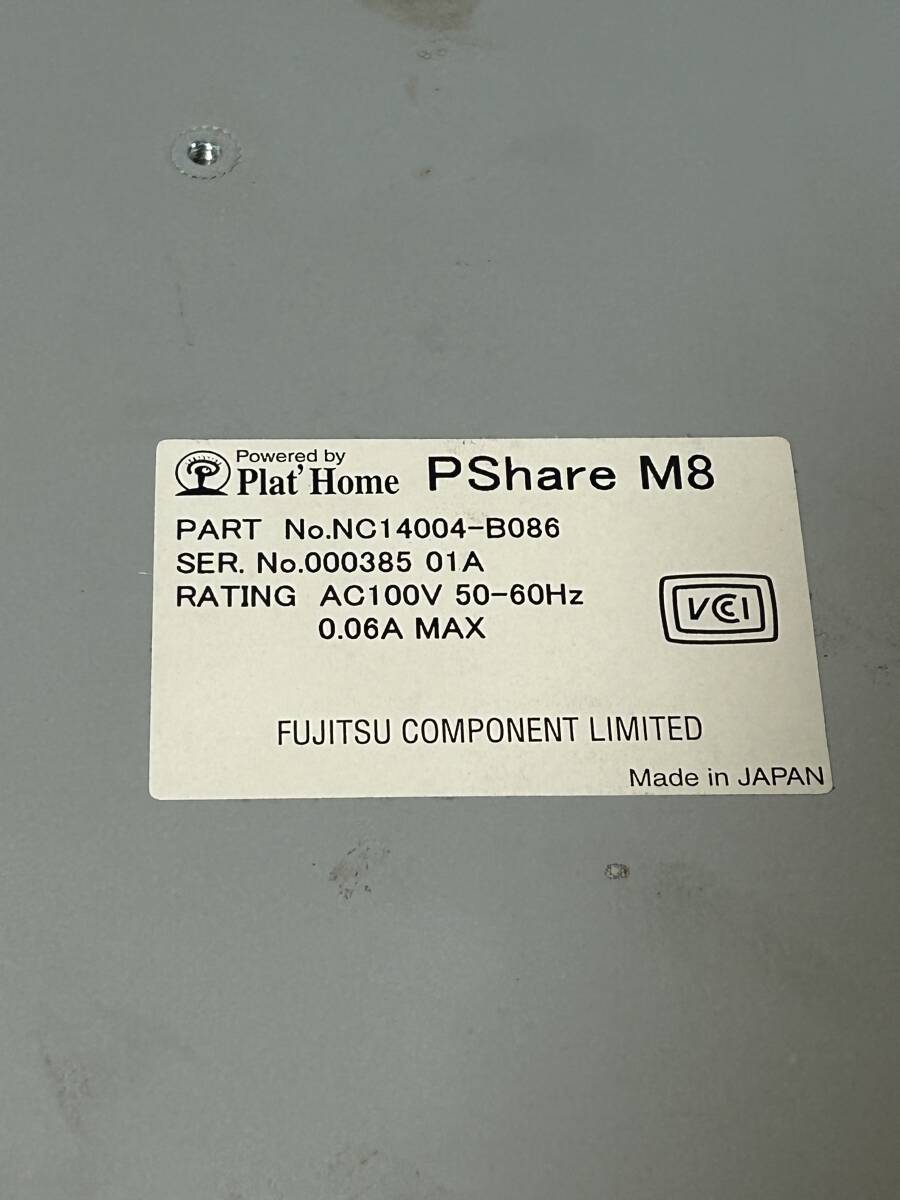 Powered by
Plat'Home PShare M8
PART No.NC14004-B086
SER. No.000385 01A
RATING AC100V 50-60Hz
0.06A MAX
VCCI
FUJITSU COMPONENT LIMITED
Made in JAPAN